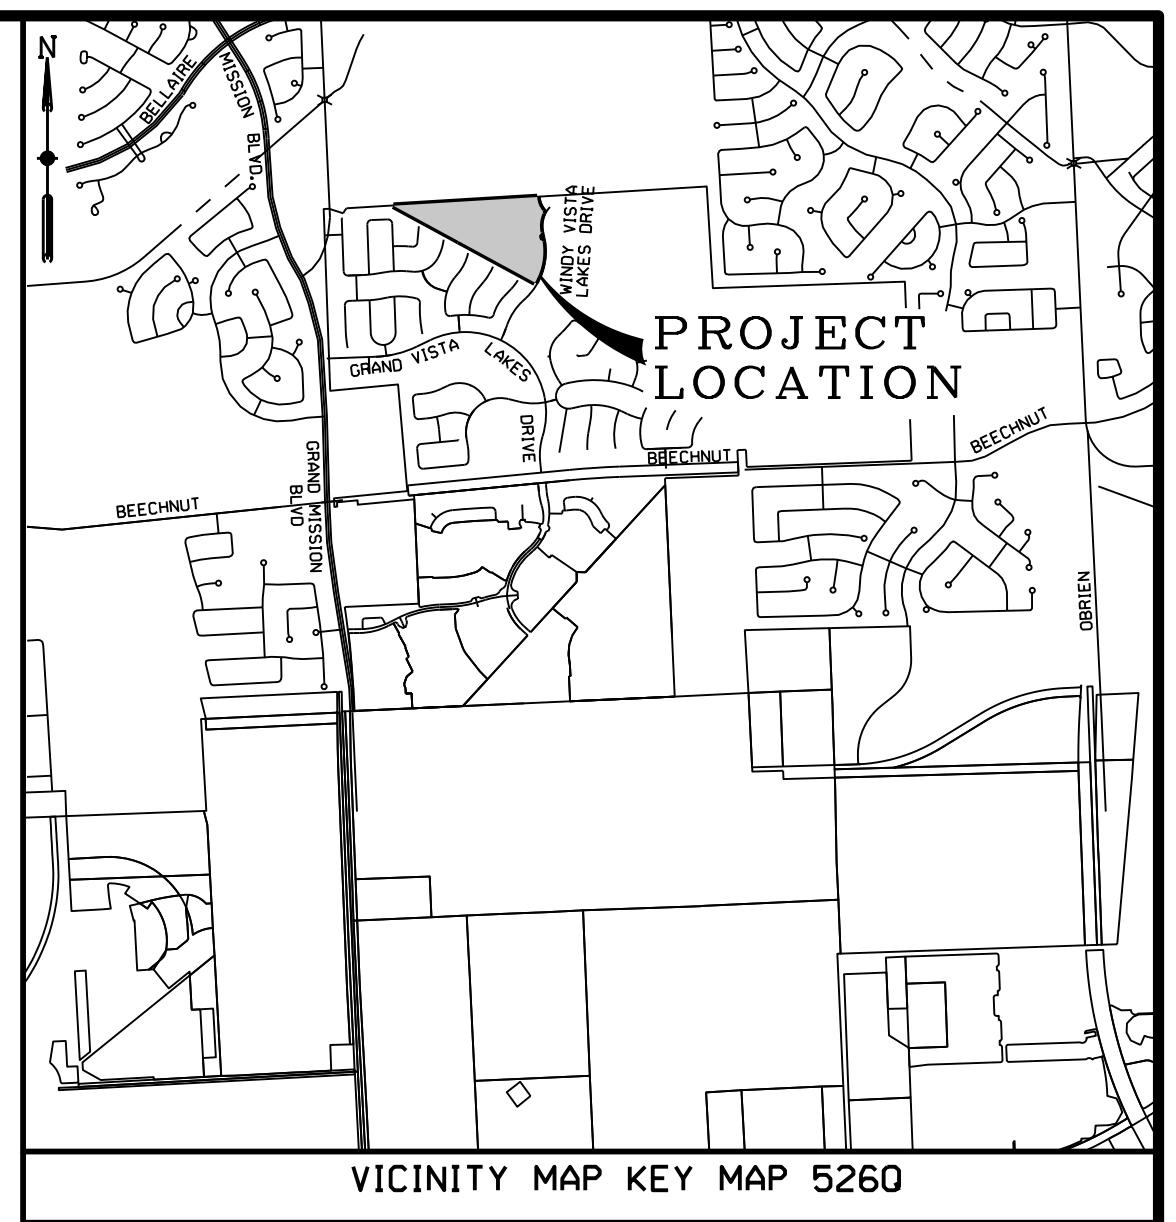 N
BELLAIRE
MISSION BLVD.
WINDY VISTA
LAKES DRIVE
PROJECT
LOCATION
GRAND VISTA LAKES DRIVE
BEECHNUT
BEECHNUT
BEECHNUT
GRAND MISSION
BLVD
OBRIEN
VICINITY MAP KEY MAP 526Q